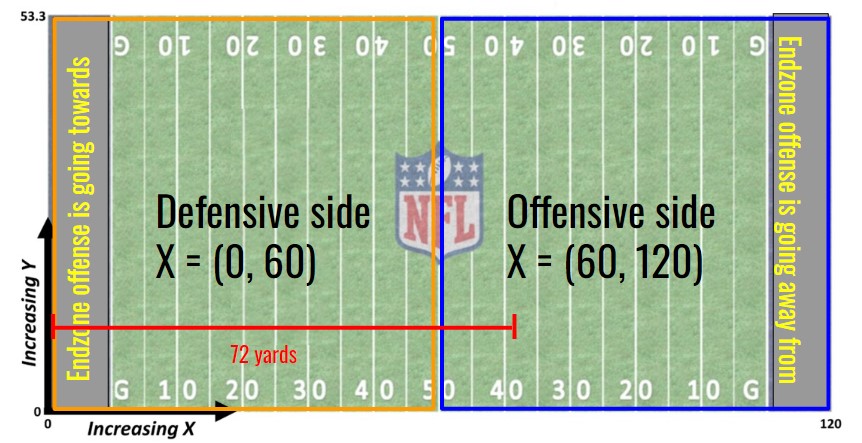 53.3
G 10 20 30 40 50 40 30 20 10 G
Endzone offense is going towards
Endzone offense is going away from
NFL
Defensive side
X = (0, 60)
Offensive side
X = (60, 120)
Increasing Y
72 yards
G 10 20 30 40 50 40 30 20 10 G
0
0
Increasing X
120